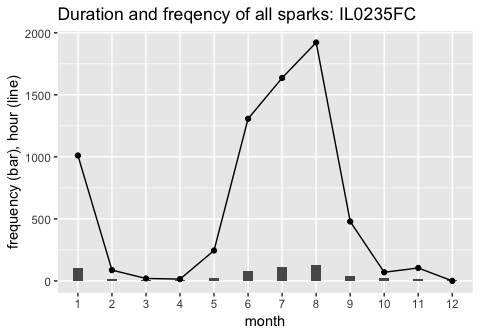 Duration and freqency of all sparks: IL0235FC
frequency (bar), hour (line)
2000
1500
1000
500
0
1 2 3 4 5 6 7 8 9 10 11 12
month